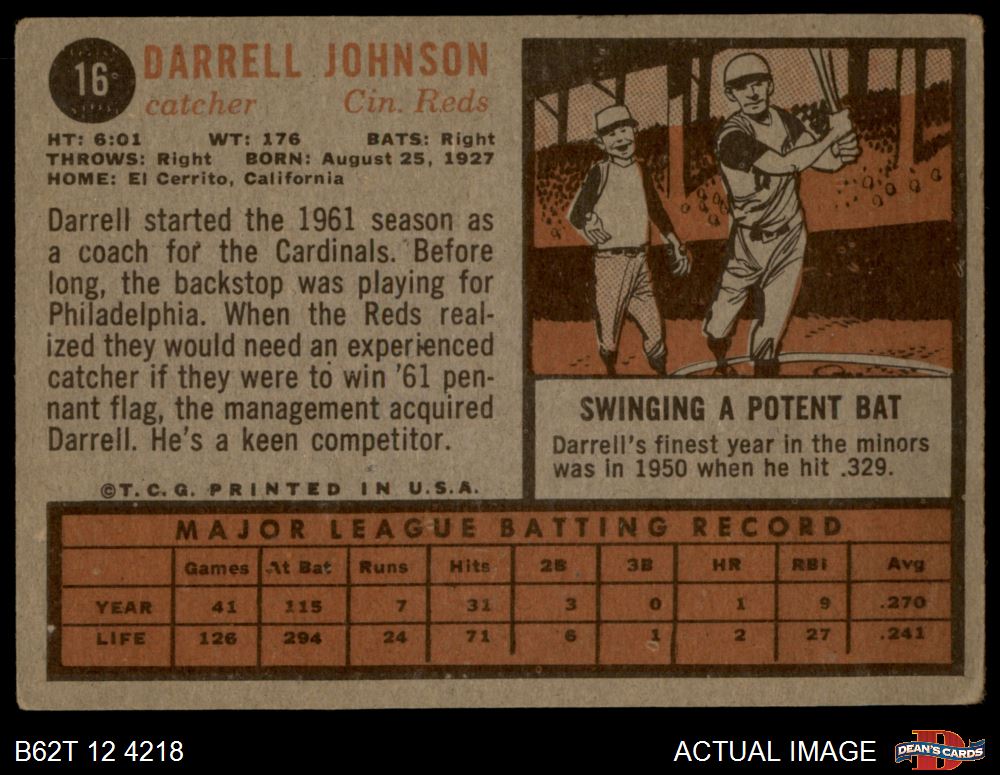 16
DARRELL JOHNSON
catcher Cin. Reds
HT: 6:01 WT: 176 BATS: Right
THROWS: Right BORN: August 25, 1927
HOME: El Cerrito, California
Darrell started the 1961 season as
a coach for the Cardinals. Before
long, the backstop was playing for
Philadelphia. When the Reds real-
ized they would need an experienced
catcher if they were to win '61 pen-
nant flag, the management acquired
Darrell. He's a keen competitor.
©T.C.G. PRINTED IN U.S.A.
SWINGING A POTENT BAT
Darrell's finest year in the minors
was in 1950 when he hit .329.
MAJOR LEAGUE BATTING RECORD
Games At Bat Runs Hits 2B 3B HR RBI Avg
YEAR 41 115 7 31 3 0 1 9 .270
LIFE 126 294 24 71 6 1 2 27 .241
B62T 12 4218
ACTUAL IMAGE
D
DEAN'S CARDS